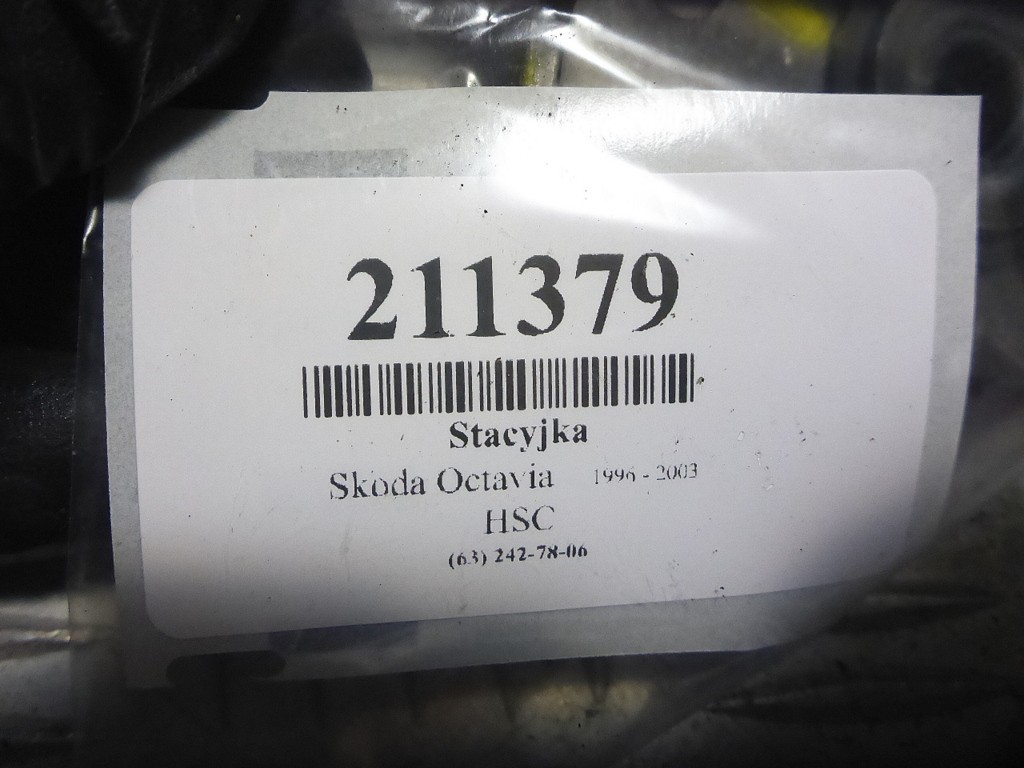 211379
Stacyjka
Skoda Octavia 1996 - 2003
HSC
(63) 242-78-06